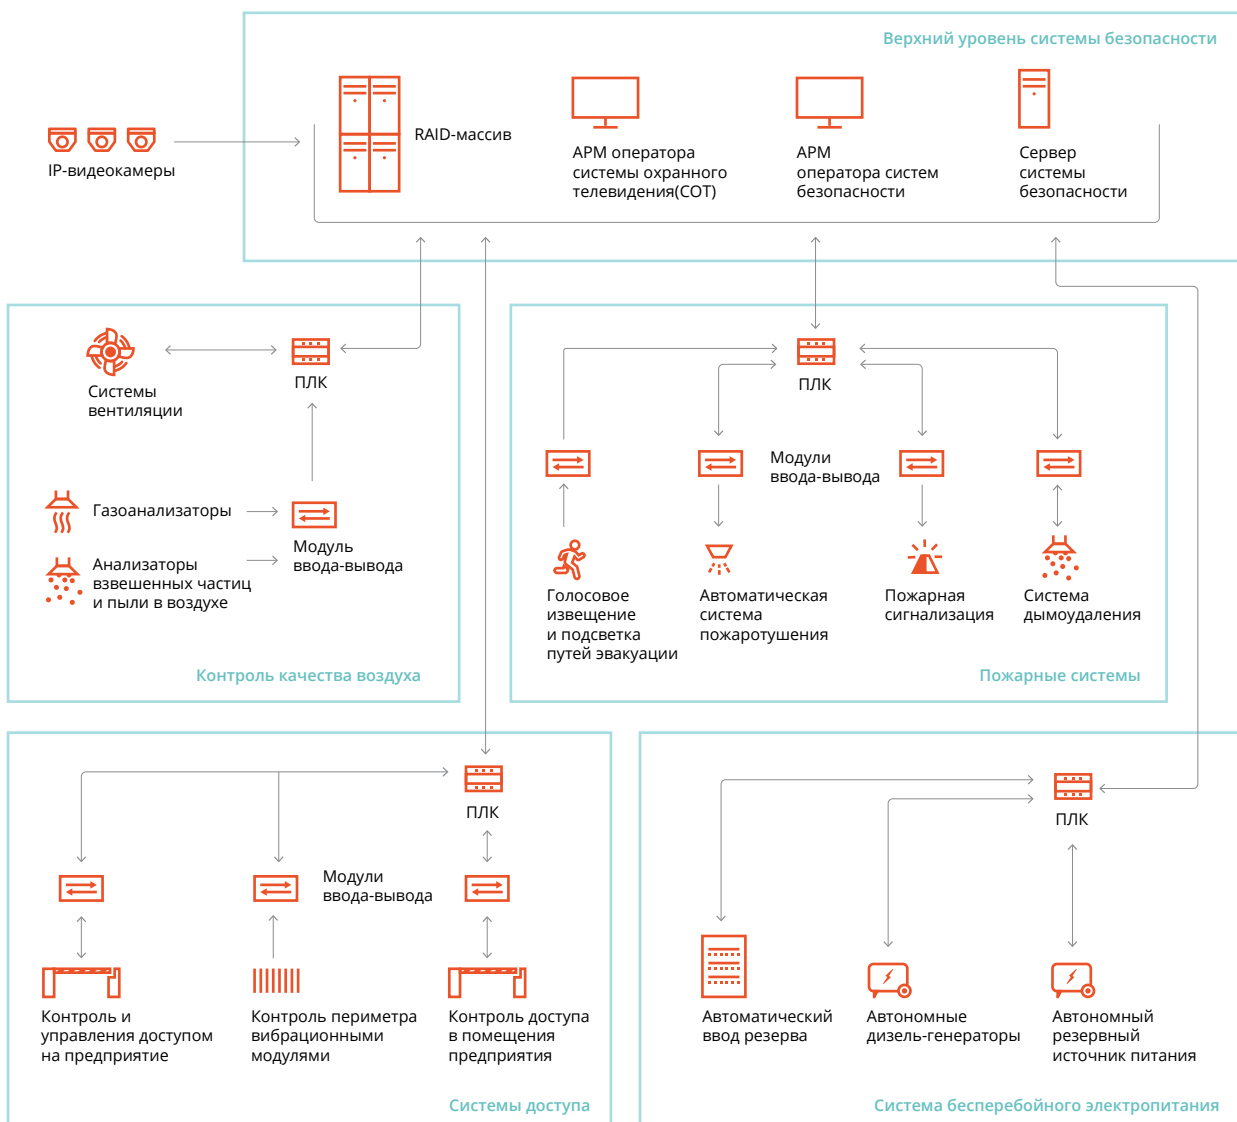 Верхний уровень системы безопасности
IP-видеокамеры
RAID-массив
АРМ оператора
системы охранного
телевидения(СОТ)
АРМ
оператора систем
безопасности
Сервер
системы
безопасности
Системы
вентиляции
ПЛК
Газоанализаторы
Анализаторы
взвешенных частиц
и пыли в воздухе
Модуль
ввода-вывода
Контроль качества воздуха
ПЛК
Модули
ввода-вывода
Голосовое
извещение
и подсветка
путей эвакуации
Автоматическая
система
пожаротушения
Пожарная
сигнализация
Система
дымоудаления
Пожарные системы
ПЛК
Модули
ввода-вывода
Контроль и
управления доступом
на предприятие
Контроль периметра
вибрационными
модулями
Контроль доступа
в помещения
предприятия
Системы доступа
ПЛК
Автоматический
ввод резерва
Автономные
дизель-генераторы
Автономный
резервный
источник питания
Система бесперебойного электропитания